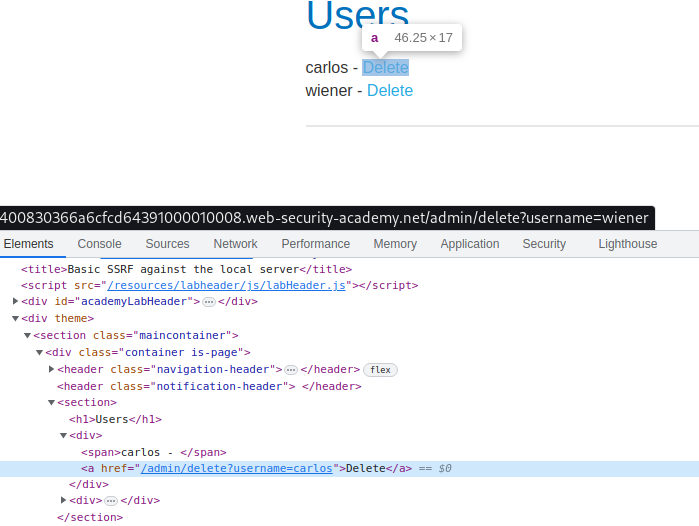 Users
a 46.25 × 17
carlos - Delete
wiener - Delete
400830366a6cfcd64391000010008.web-security-academy.net/admin/delete?username=wiener
Elements Console Sources Network Performance Memory Application Security Lighthouse
<title>Basic SSRF against the local server</title>
<script src="/resources/labheader/js/labHeader.js"></script>
<div id="academyLabHeader">…</div>
<div theme>
<section class="maincontainer">
<div class="container is-page">
<header class="navigation-header">…</header> flex
<header class="notification-header"> </header>
<section>
<h1>Users</h1>
<div>
<span>carlos - </span>
<a href="/admin/delete?username=carlos">Delete</a> == $0
</div>
<div>…</div>
</section>